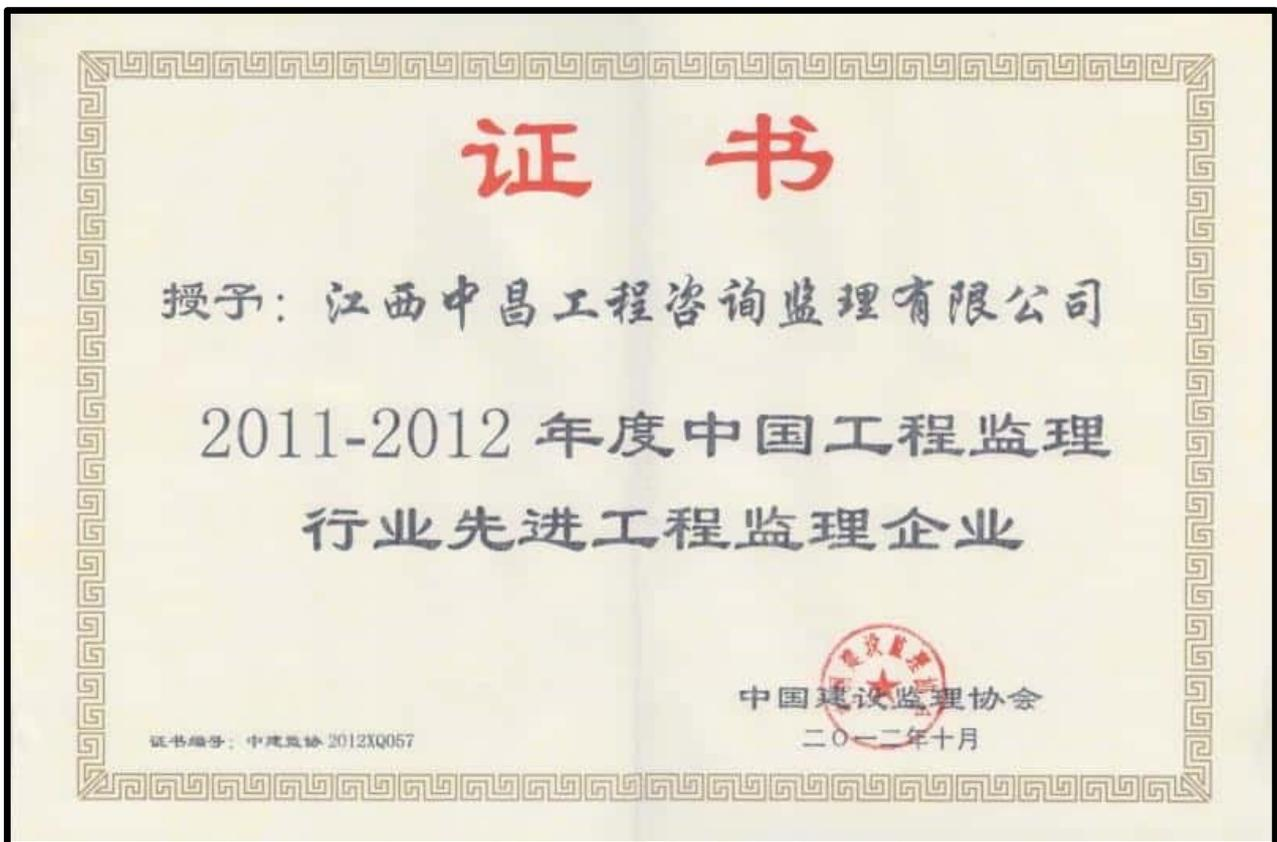 证 书
授予：江西中昌工程咨询监理有限公司
2011-2012 年度中国工程监理
行业先进工程监理企业
中国建设监理协会
二〇一二年十月
证书编号：中建监协 2012XQ057